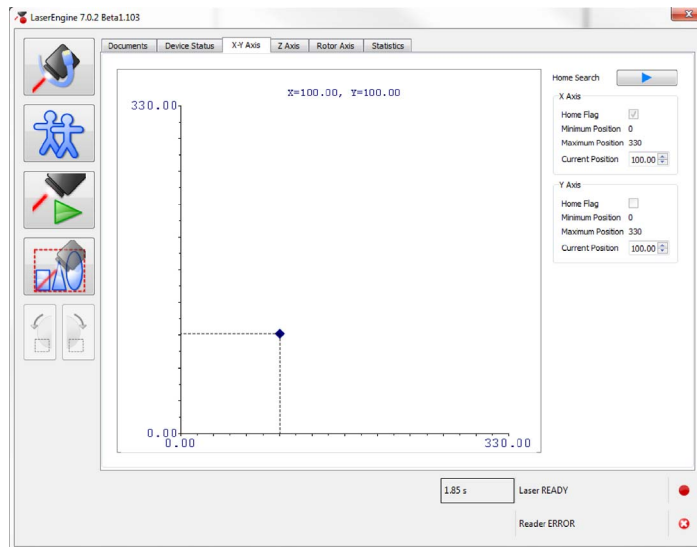 LaserEngine 7.0.2 Beta1.103
Documents Device Status X-Y Axis Z Axis Rotor Axis Statistics
X=100.00, Y=100.00
330.00
0.00
0.00 330.00
Home Search
X Axis
Home Flag
Minimum Position 0
Maximum Position 330
Current Position 100.00
Y Axis
Home Flag
Minimum Position 0
Maximum Position 330
Current Position 100.00
1.85 s Laser READY
Reader ERROR